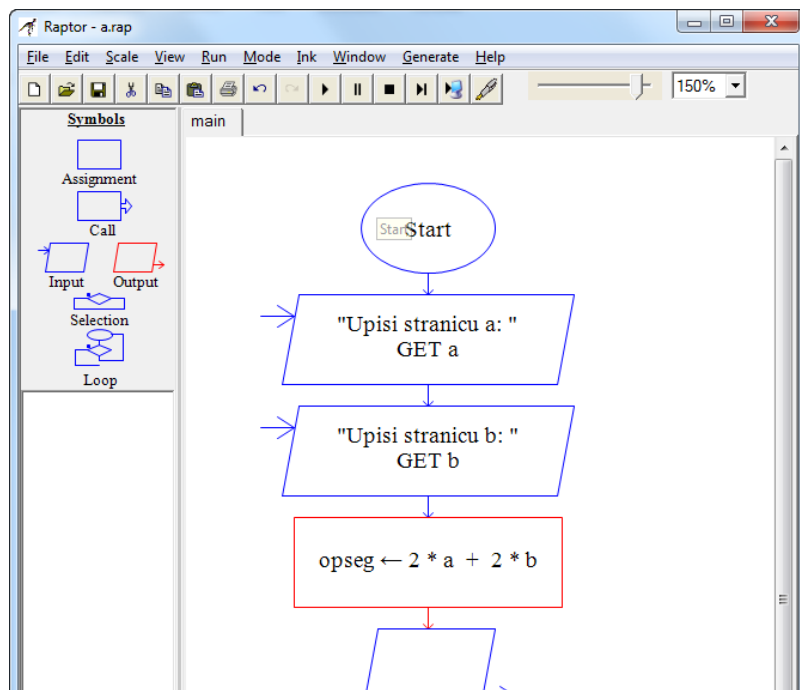 Raptor - a.rap
File Edit Scale View Run Mode Ink Window Generate Help
150%
Symbols
Assignment
Call
Input Output
Selection
Loop
main
Start Start
"Upisi stranicu a: "
GET a
"Upisi stranicu b: "
GET b
opseg ← 2 * a + 2 * b